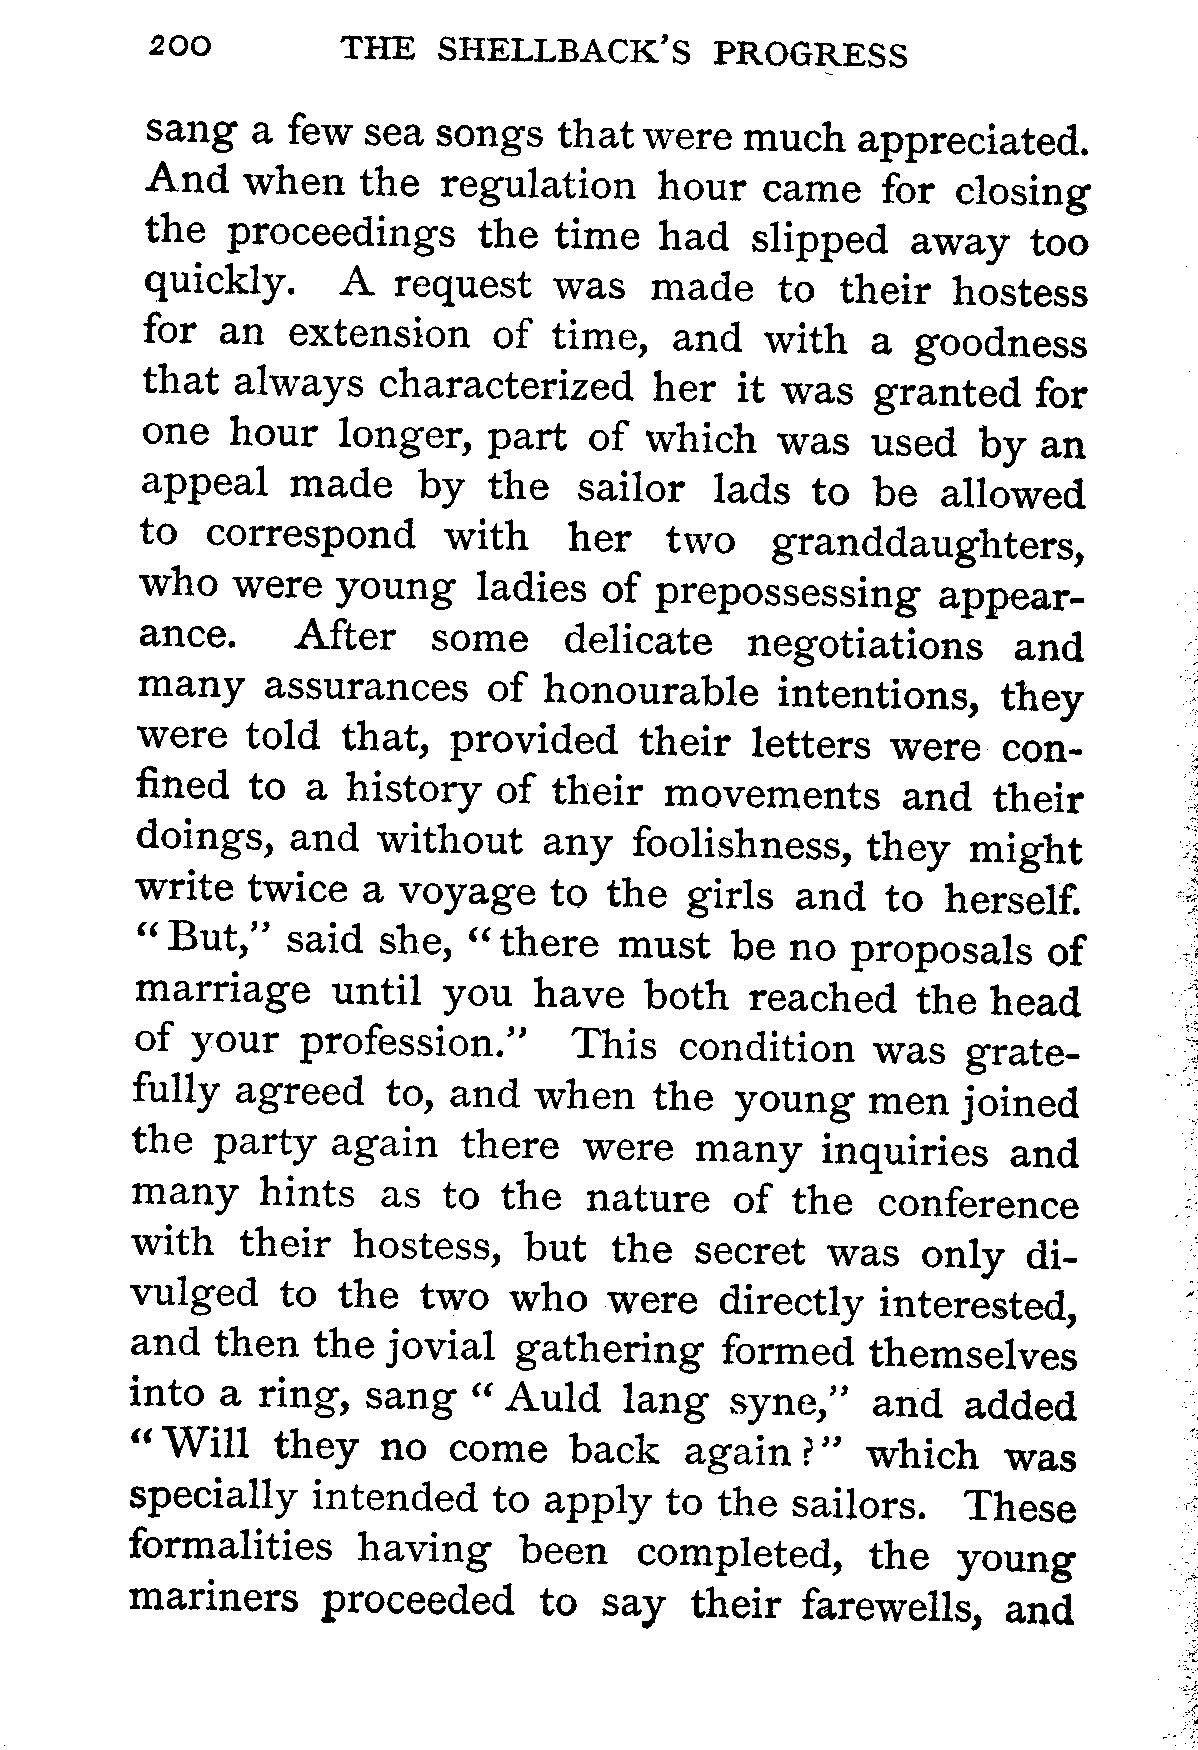 200 THE SHELLBACK'S PROGRESS
sang a few sea songs that were much appreciated.
And when the regulation hour came for closing
the proceedings the time had slipped away too
quickly. A request was made to their hostess
for an extension of time, and with a goodness
that always characterized her it was granted for
one hour longer, part of which was used by an
appeal made by the sailor lads to be allowed
to correspond with her two granddaughters,
who were young ladies of prepossessing appear-
ance. After some delicate negotiations and
many assurances of honourable intentions, they
were told that, provided their letters were con-
fined to a history of their movements and their
doings, and without any foolishness, they might
write twice a voyage to the girls and to herself.
"But," said she, "there must be no proposals of
marriage until you have both reached the head
of your profession." This condition was grate-
fully agreed to, and when the young men joined
the party again there were many inquiries and
many hints as to the nature of the conference
with their hostess, but the secret was only di-
vulged to the two who were directly interested,
and then the jovial gathering formed themselves
into a ring, sang "Auld lang syne," and added
"Will they no come back again?" which was
specially intended to apply to the sailors. These
formalities having been completed, the young
mariners proceeded to say their farewells, and